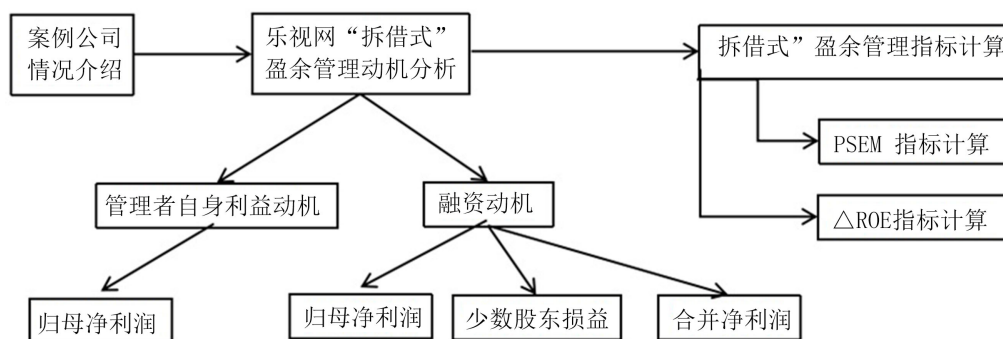 案例公司
情况介绍
乐视网“拆借式”
盈余管理动机分析
拆借式”盈余管理指标计算
PSEM 指标计算
△ROE指标计算
管理者自身利益动机
融资动机
归母净利润
归母净利润
少数股东损益
合并净利润